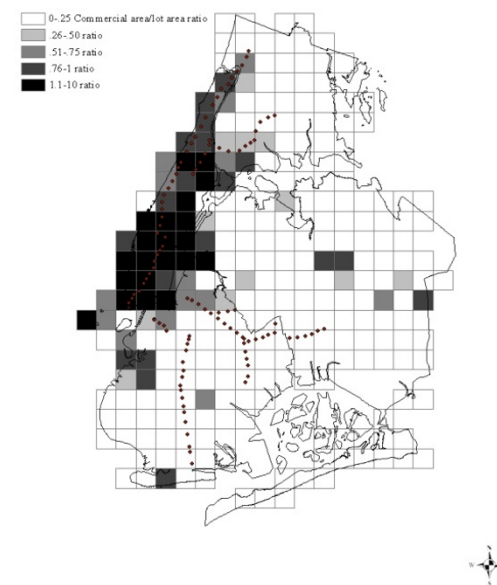 0-.25 Commercial area/lot area ratio
.26-.50 ratio
.51-.75 ratio
.76-1 ratio
1.1-10 ratio
N
W